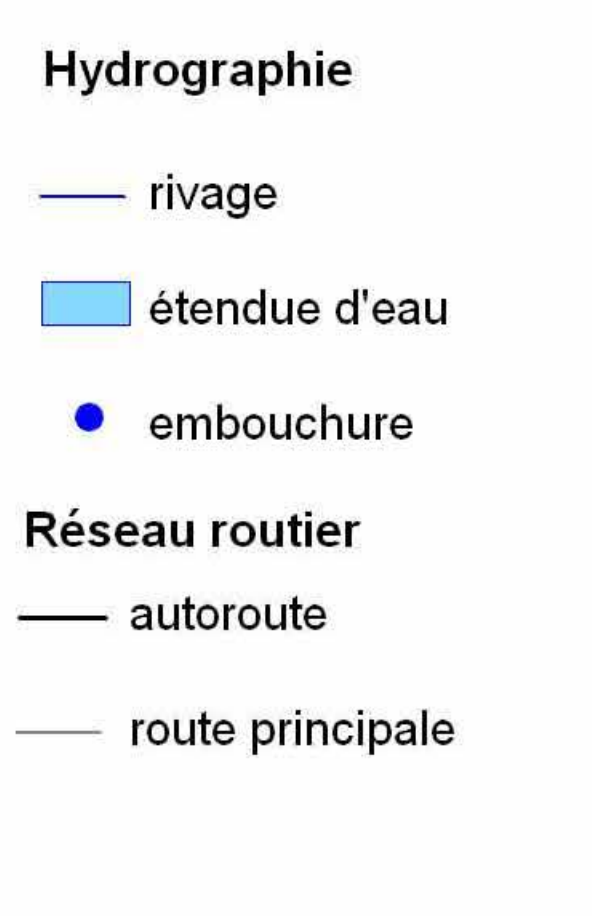 Hydrographie
rivage
étendue d'eau
embouchure
Réseau routier
autoroute
route principale